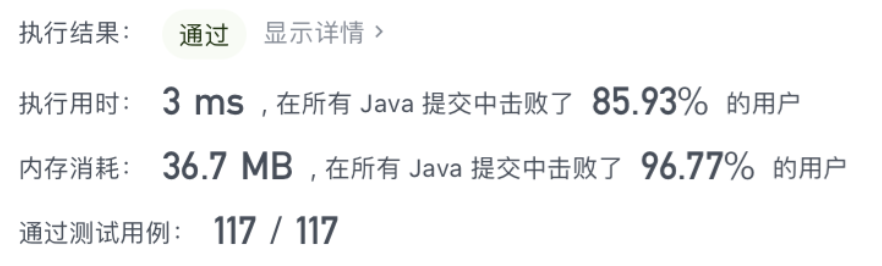 执行结果： 通过 显示详情 >
执行用时： 3 ms , 在所有 Java 提交中击败了 85.93% 的用户
内存消耗： 36.7 MB , 在所有 Java 提交中击败了 96.77% 的用户
通过测试用例： 117 / 117